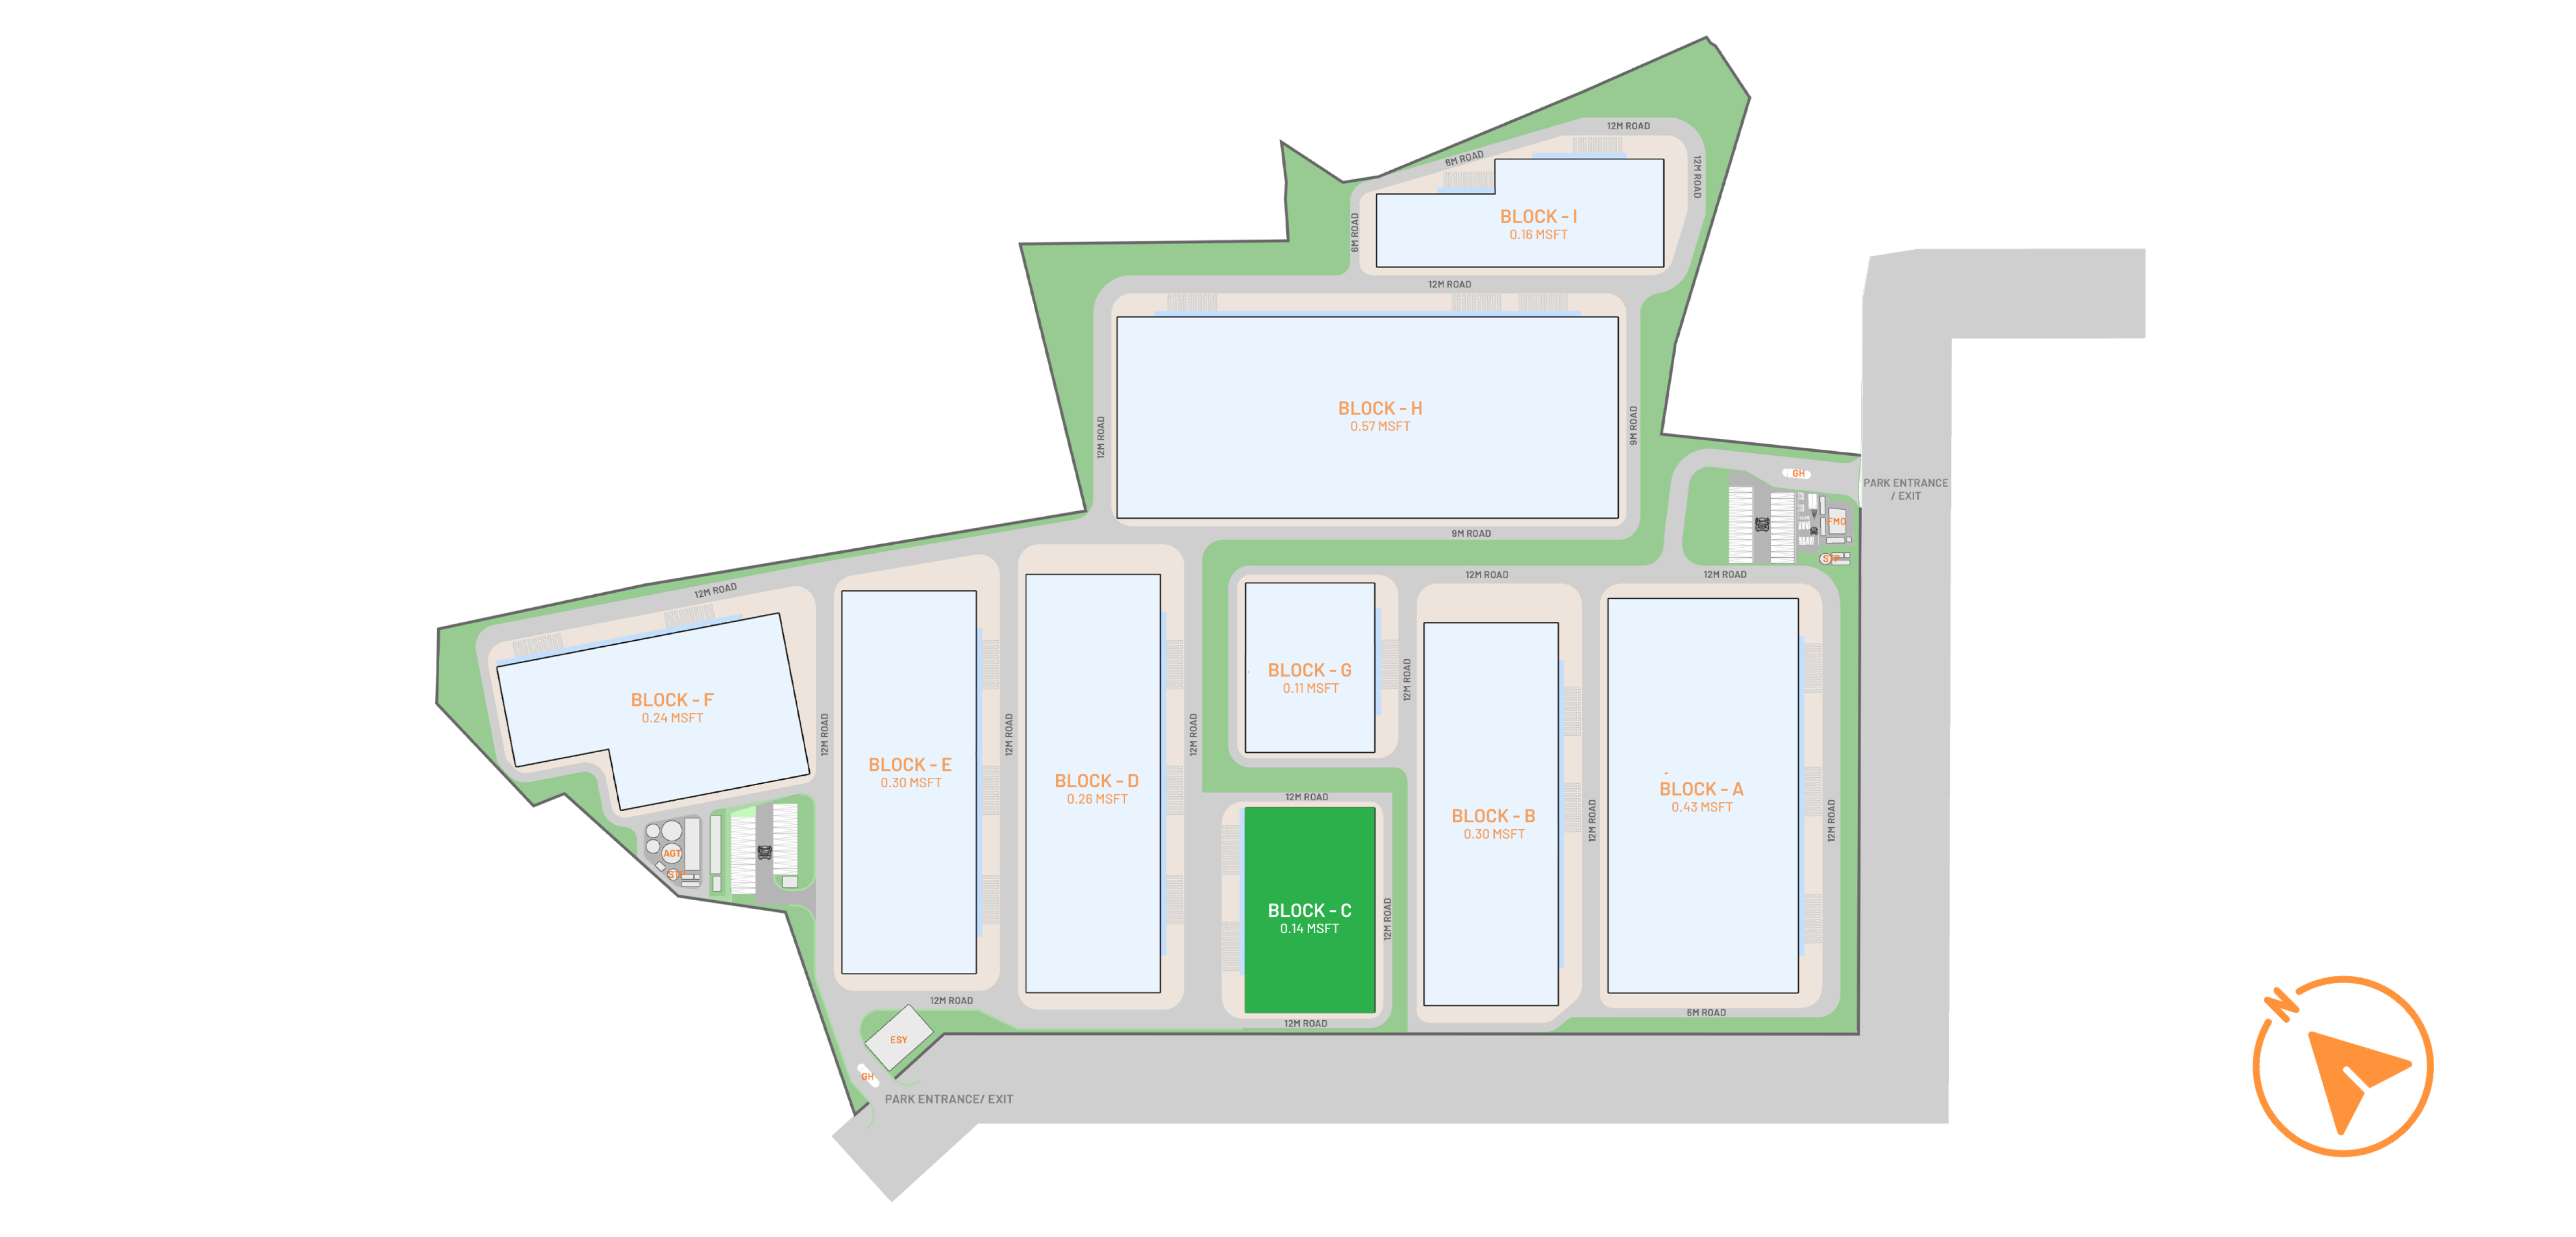 12M ROAD
6M ROAD
12M ROAD
6M ROAD
BLOCK - I
0.16 MSFT
12M ROAD
BLOCK - H
0.57 MSFT
12M ROAD
9M ROAD
9M ROAD
GH
PARK ENTRANCE
/ EXIT
FMO
STP
12M ROAD
12M ROAD
12M ROAD
BLOCK - F
0.24 MSFT
12M ROAD
BLOCK - E
0.30 MSFT
12M ROAD
BLOCK - D
0.26 MSFT
12M ROAD
BLOCK - G
0.11 MSFT
12M ROAD
BLOCK - B
0.30 MSFT
12M ROAD
BLOCK - A
0.43 MSFT
12M ROAD
12M ROAD
BLOCK - C
0.14 MSFT
12M ROAD
12M ROAD
AGT
STP
12M ROAD
6M ROAD
ESY
GH
PARK ENTRANCE/ EXIT
N